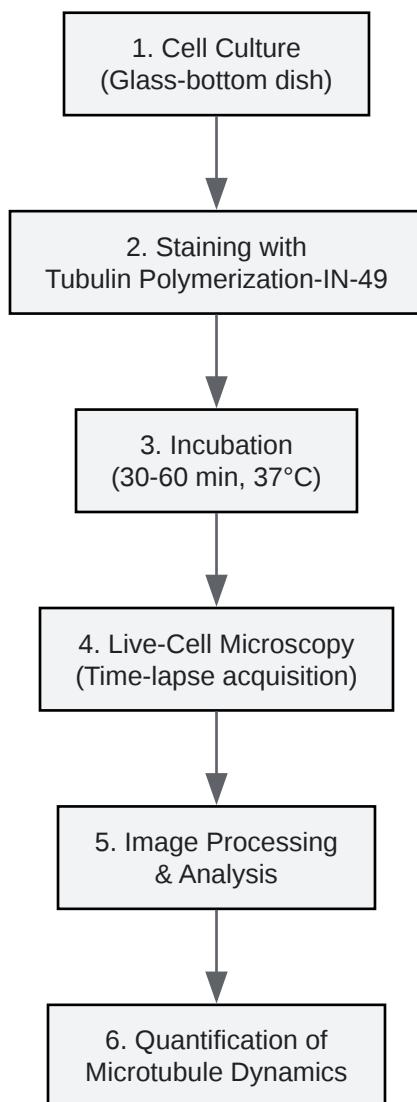 1. Cell Culture
(Glass-bottom dish)
2. Staining with
Tubulin Polymerization-IN-49
3. Incubation
(30-60 min, 37°C)
4. Live-Cell Microscopy
(Time-lapse acquisition)
5. Image Processing
& Analysis
6. Quantification of
Microtubule Dynamics